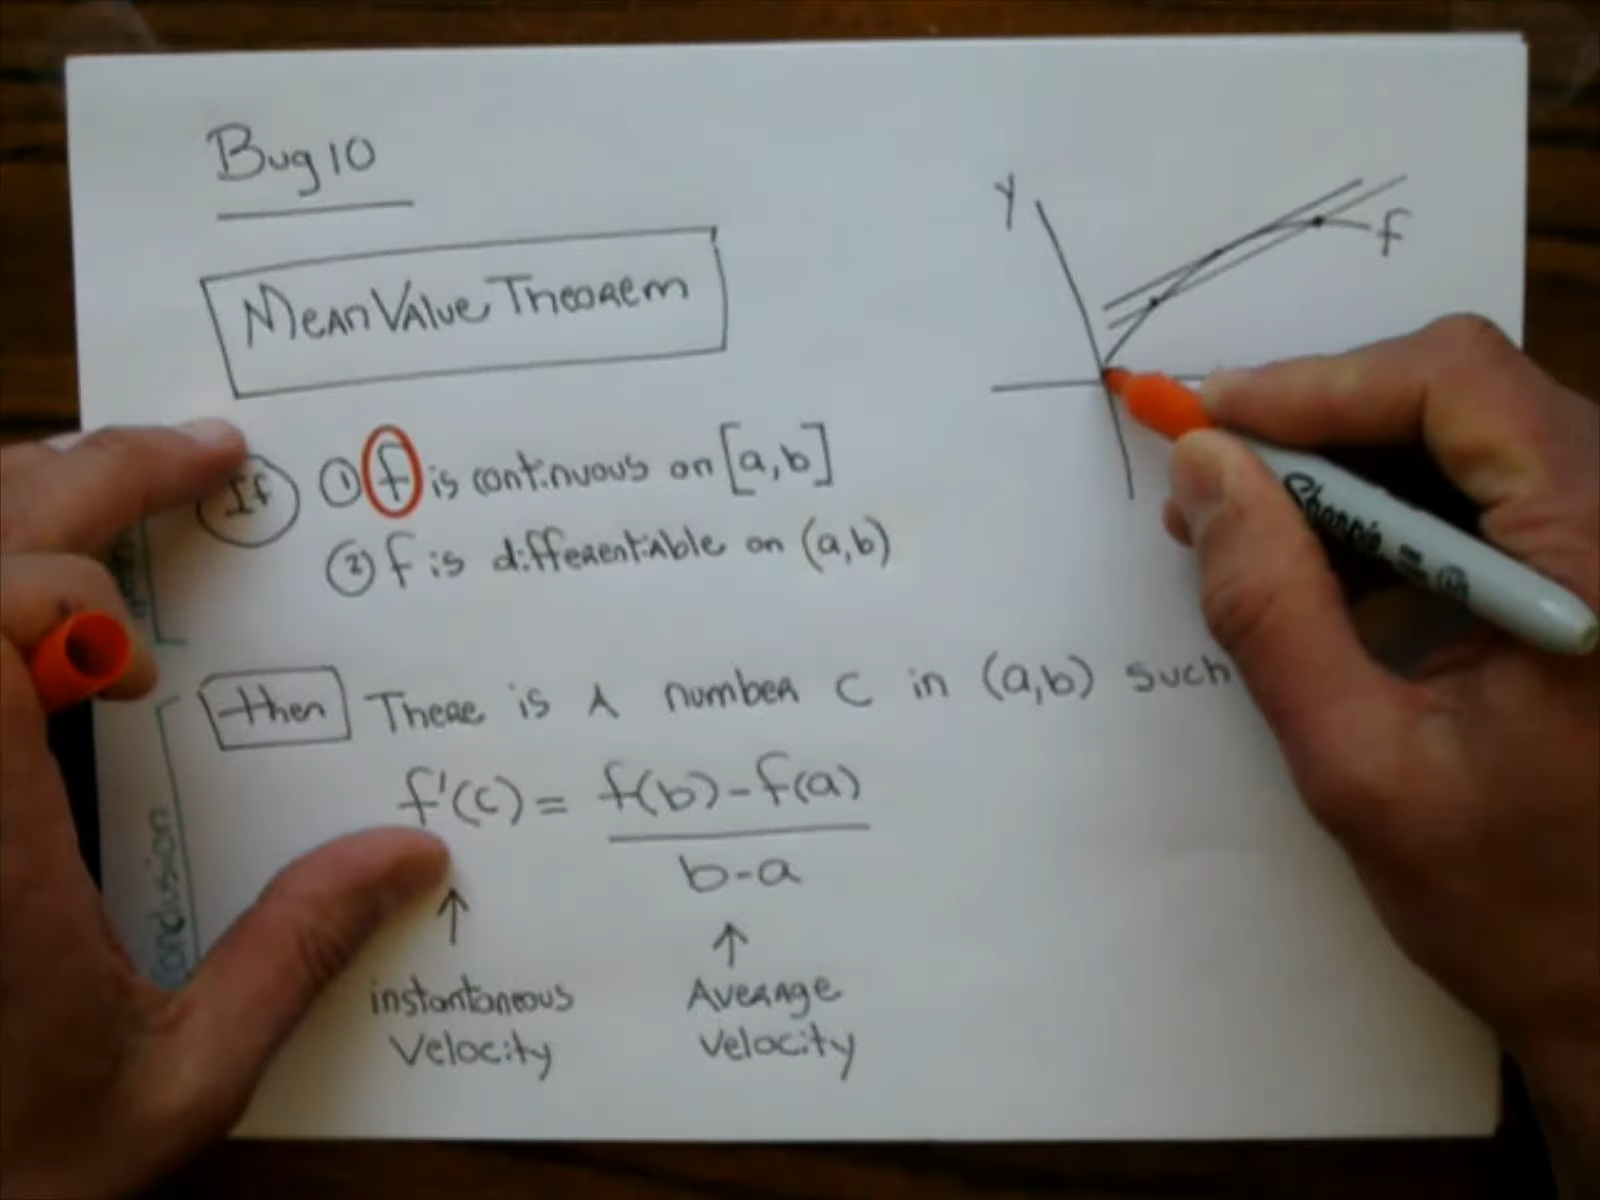 Bug 10
Mean Value Theorem
y
f
If ① f is continuous on [a,b]
② f is differentiable on (a,b)
Sharpie
then There is A number C in (a,b) such
f'(c) = f(b)-f(a)
b-a
Conclusion
↑ ↑
instantaneous Average
Velocity Velocity